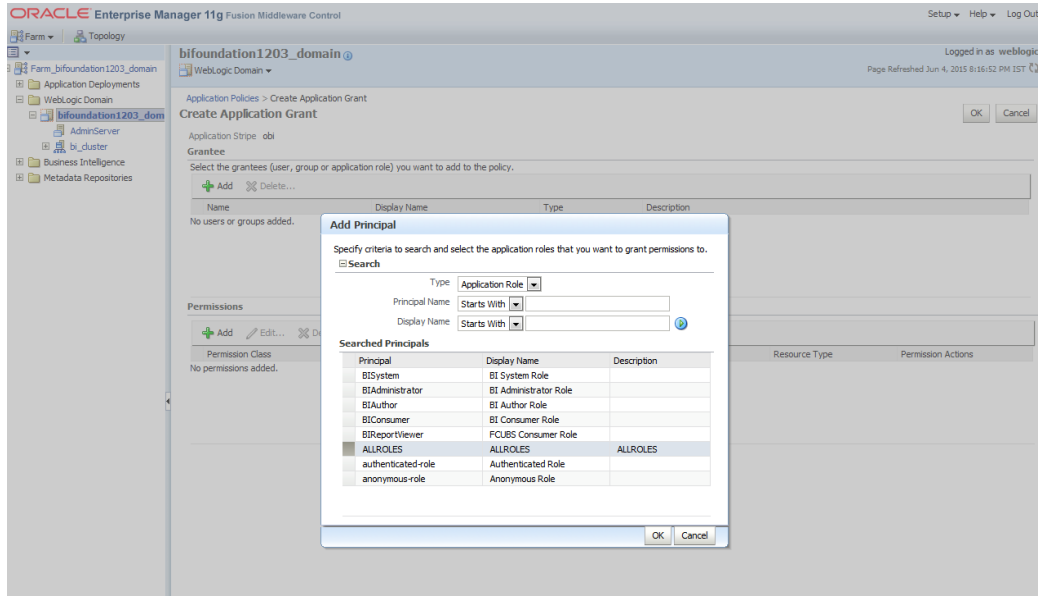 ORACLE Enterprise Manager 11g Fusion Middleware Control
Setup Help Log Out
Farm Topology
bifoundation1203_domain
Logged in as weblogic
WebLogic Domain
Page Refreshed Jun 4, 2015 8:16:52 PM IST
Farm_bifoundation1203_domain
Application Deployments
WebLogic Domain
bifoundation1203_dom
AdminServer
bi_cluster
Business Intelligence
Metadata Repositories
Application Policies > Create Application Grant
Create Application Grant
OK Cancel
Application Stripe obi
Grantee
Select the grantees (user, group or application role) you want to add to the policy.
Add Delete...
Name Display Name Type Description
No users or groups added.
Permissions
Add Edit... De
Permission Class Resource Type Permission Actions
No permissions added.
Add Principal
Specify criteria to search and select the application roles that you want to grant permissions to.
Search
Type Application Role
Principal Name Starts With
Display Name Starts With
Searched Principals
Principal Display Name Description
BISystem BI System Role
BIAdministrator BI Administrator Role
BIAuthor BI Author Role
BIConsumer BI Consumer Role
BIReportViewer FCUBS Consumer Role
ALLROLES ALLROLES ALLROLES
authenticated-role Authenticated Role
anonymous-role Anonymous Role
OK Cancel